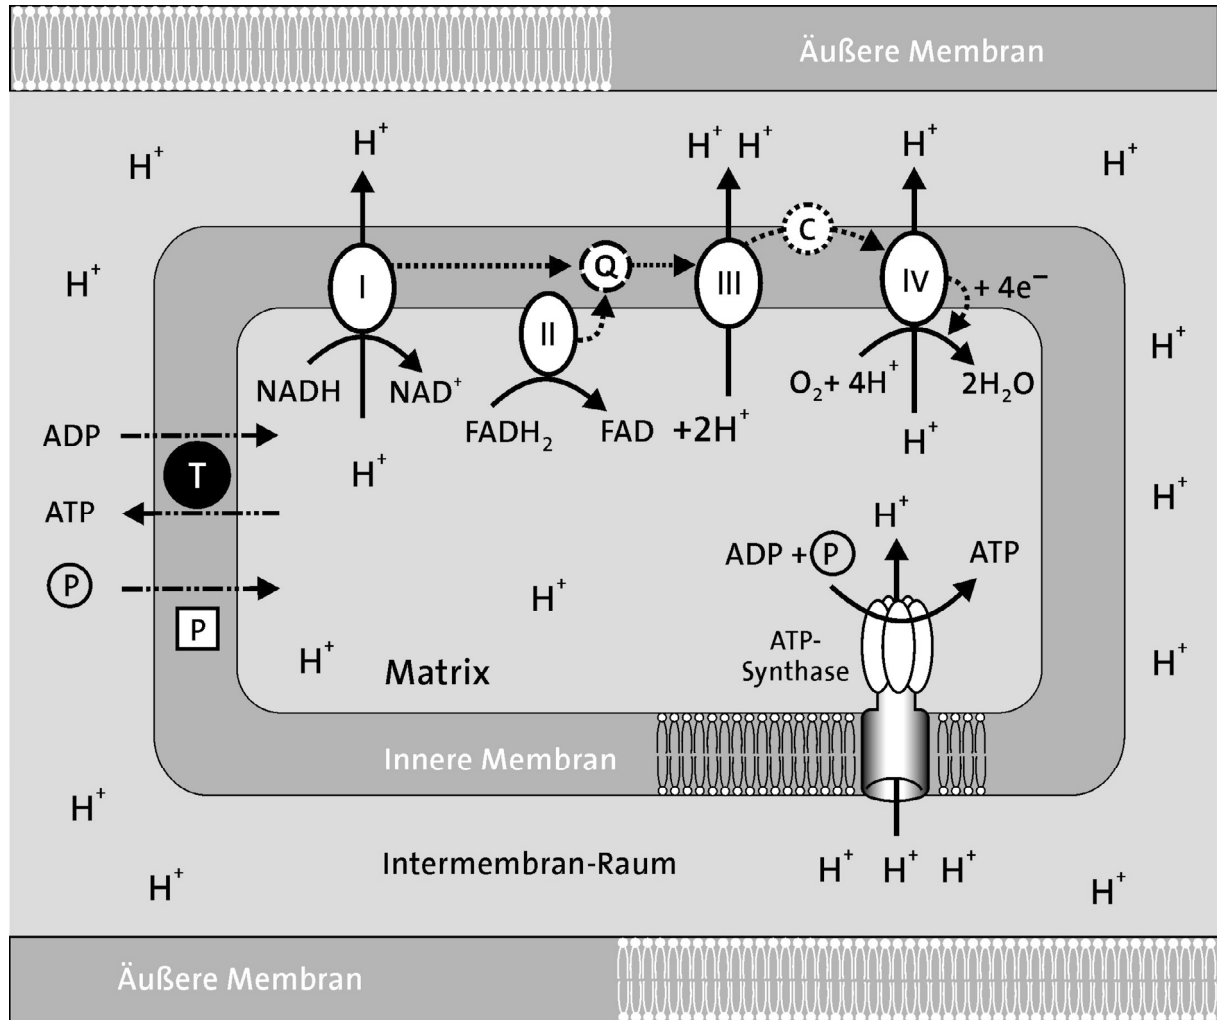 Äußere Membran
H⁺
H⁺ H⁺
H⁺
H⁺
H⁺
H⁺
I
Q
III
C
IV
+ 4e⁻
II
H⁺
NADH
NAD⁺
FADH₂
FAD +2H⁺
O₂+ 4H⁺
2H₂O
ADP
H⁺
H⁺
T
ATP
H⁺
H⁺
ADP + P
ATP
P
H⁺
P
H⁺
Matrix
ATP-
Synthase
H⁺
Innere Membran
H⁺
Intermembran-Raum
H⁺ H⁺ H⁺
H⁺
H⁺
Äußere Membran